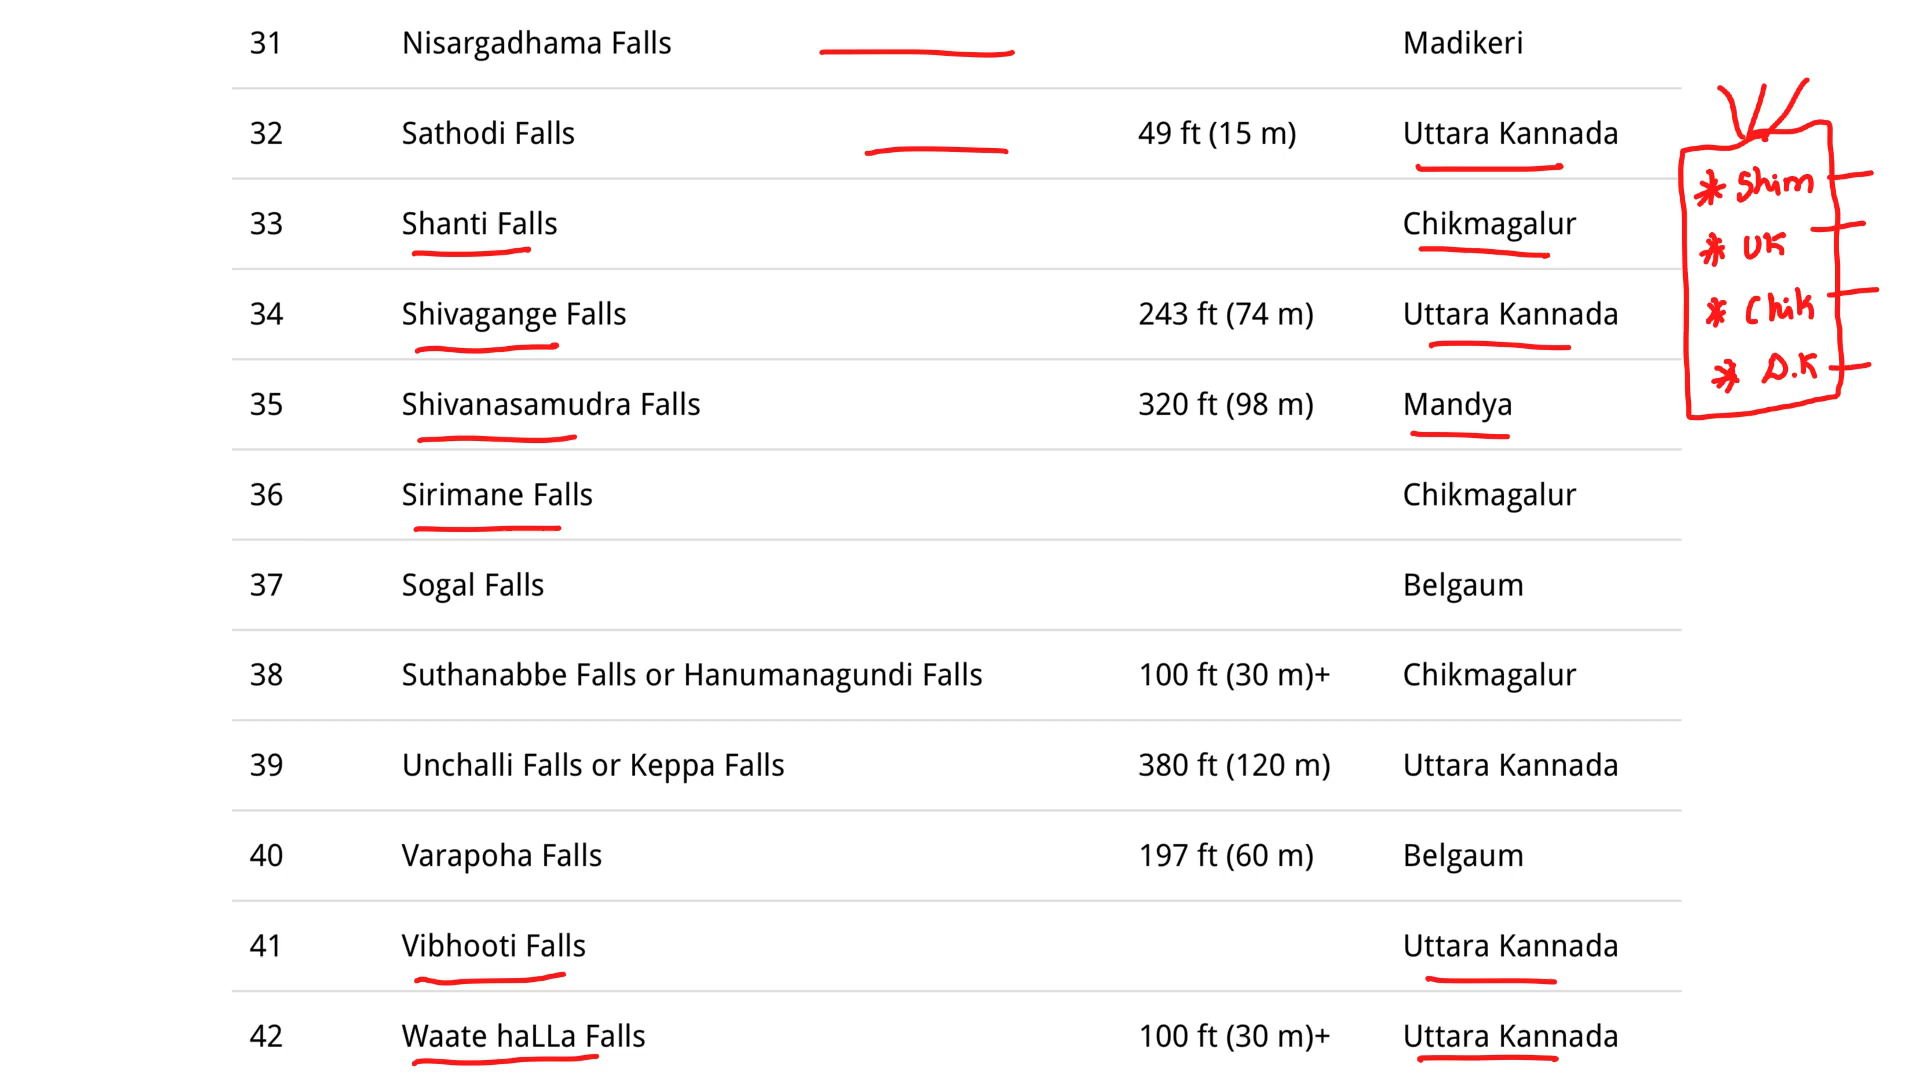 31 Nisargadhama Falls Madikeri
32 Sathodi Falls 49 ft (15 m) Uttara Kannada
33 Shanti Falls Chikmagalur
34 Shivagange Falls 243 ft (74 m) Uttara Kannada
35 Shivanasamudra Falls 320 ft (98 m) Mandya
36 Sirimane Falls Chikmagalur
37 Sogal Falls Belgaum
38 Suthanabbe Falls or Hanumanagundi Falls 100 ft (30 m)+ Chikmagalur
39 Unchalli Falls or Keppa Falls 380 ft (120 m) Uttara Kannada
40 Varapoha Falls 197 ft (60 m) Belgaum
41 Vibhooti Falls Uttara Kannada
42 Waate haLLa Falls 100 ft (30 m)+ Uttara Kannada
* Shim
* UK
* Chik
* D.K